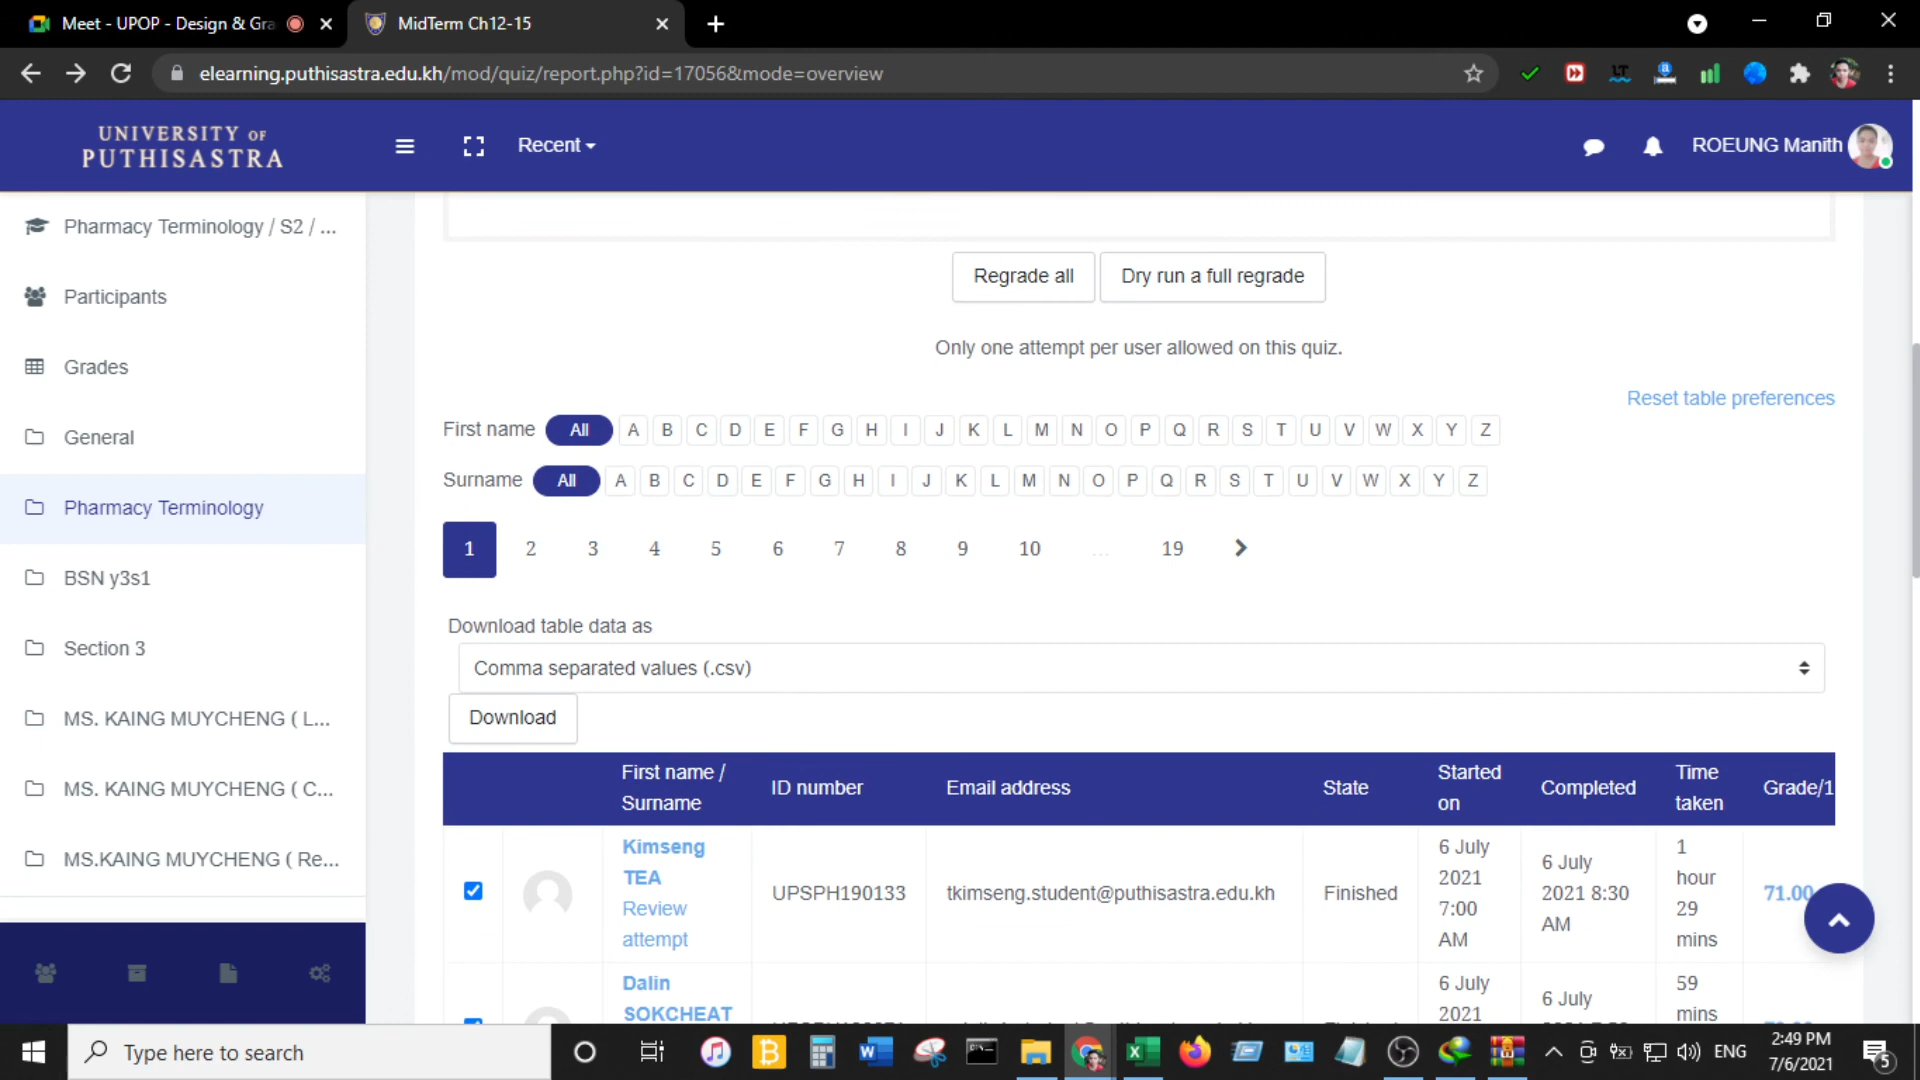 Meet - UPOP - Design & Gra
MidTerm Ch12-15
elearning.puthisastra.edu.kh/mod/quiz/report.php?id=17056&mode=overview
UNIVERSITY OF
PUTHISASTRA
Recent
ROEUNG Manith
Pharmacy Terminology / S2 / ...
Participants
Grades
General
Pharmacy Terminology
BSN y3s1
Section 3
MS. KAING MUYCHENG ( L...
MS. KAING MUYCHENG ( C...
MS.KAING MUYCHENG ( Re...
Regrade all
Dry run a full regrade
Only one attempt per user allowed on this quiz.
Reset table preferences
First name All A B C D E F G H I J K L M N O P Q R S T U V W X Y Z
Surname All A B C D E F G H I J K L M N O P Q R S T U V W X Y Z
1 2 3 4 5 6 7 8 9 10 ... 19
Download table data as
Comma separated values (.csv)
Download
First name / Surname ID number Email address State Started on Completed Time taken Grade/1
Kimseng TEA Review attempt UPSPH190133 tkimseng.student@puthisastra.edu.kh Finished 6 July 2021 7:00 AM 6 July 2021 8:30 AM 1 hour 29 mins 71.00
Dalin SOKCHEAT 6 July 2021 6 July 59 mins
Type here to search
ENG
2:49 PM
7/6/2021
5